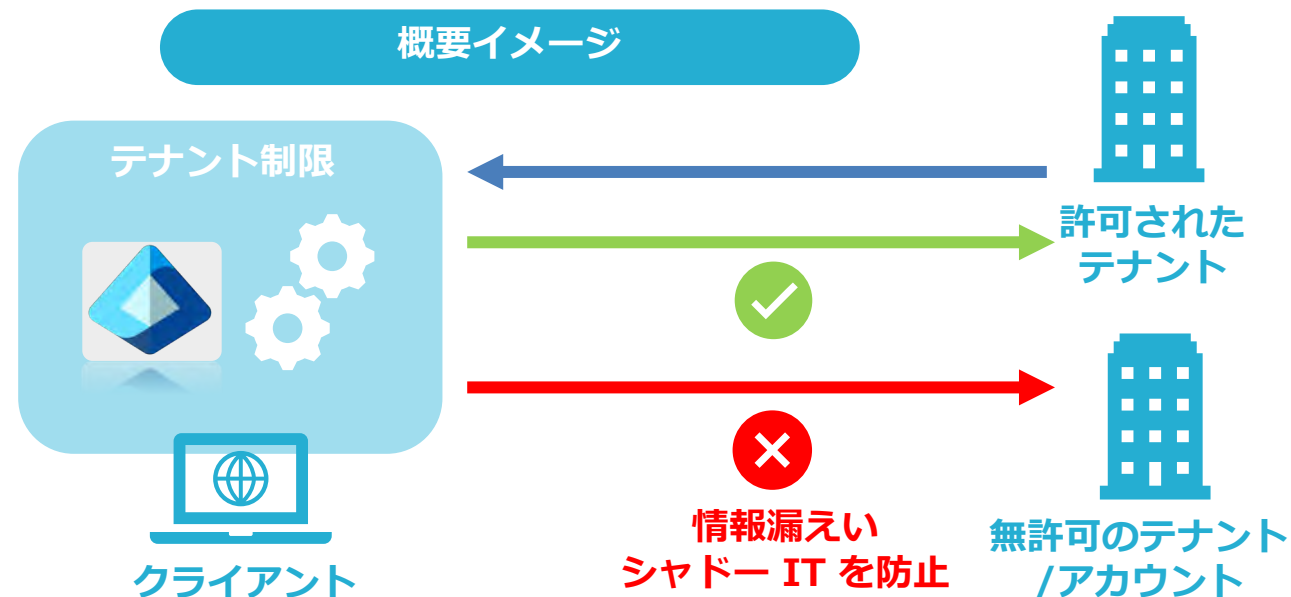 概要イメージ
テナント制限
許可された
テナント
情報漏えい
シャドー IT を防止
無許可のテナント
/アカウント
クライアント